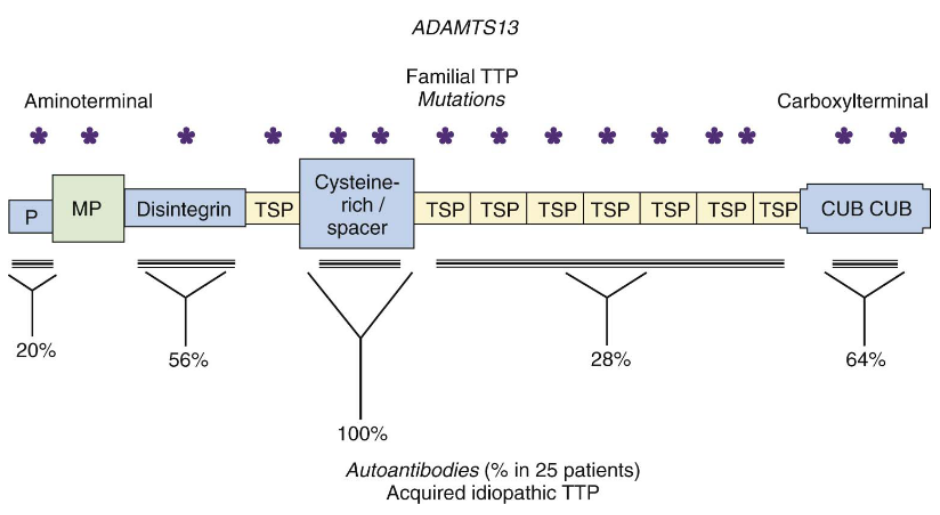 ADAMTS13
Familial TTP
Mutations
Aminoterminal
Carboxylterminal
* * * * * * * * * * * * * * *
P
MP
Disintegrin
TSP
Cysteine-
rich /
spacer
TSP TSP TSP TSP TSP TSP TSP
CUB CUB
20%
56%
100%
28%
64%
Autoantibodies (% in 25 patients)
Acquired idiopathic TTP